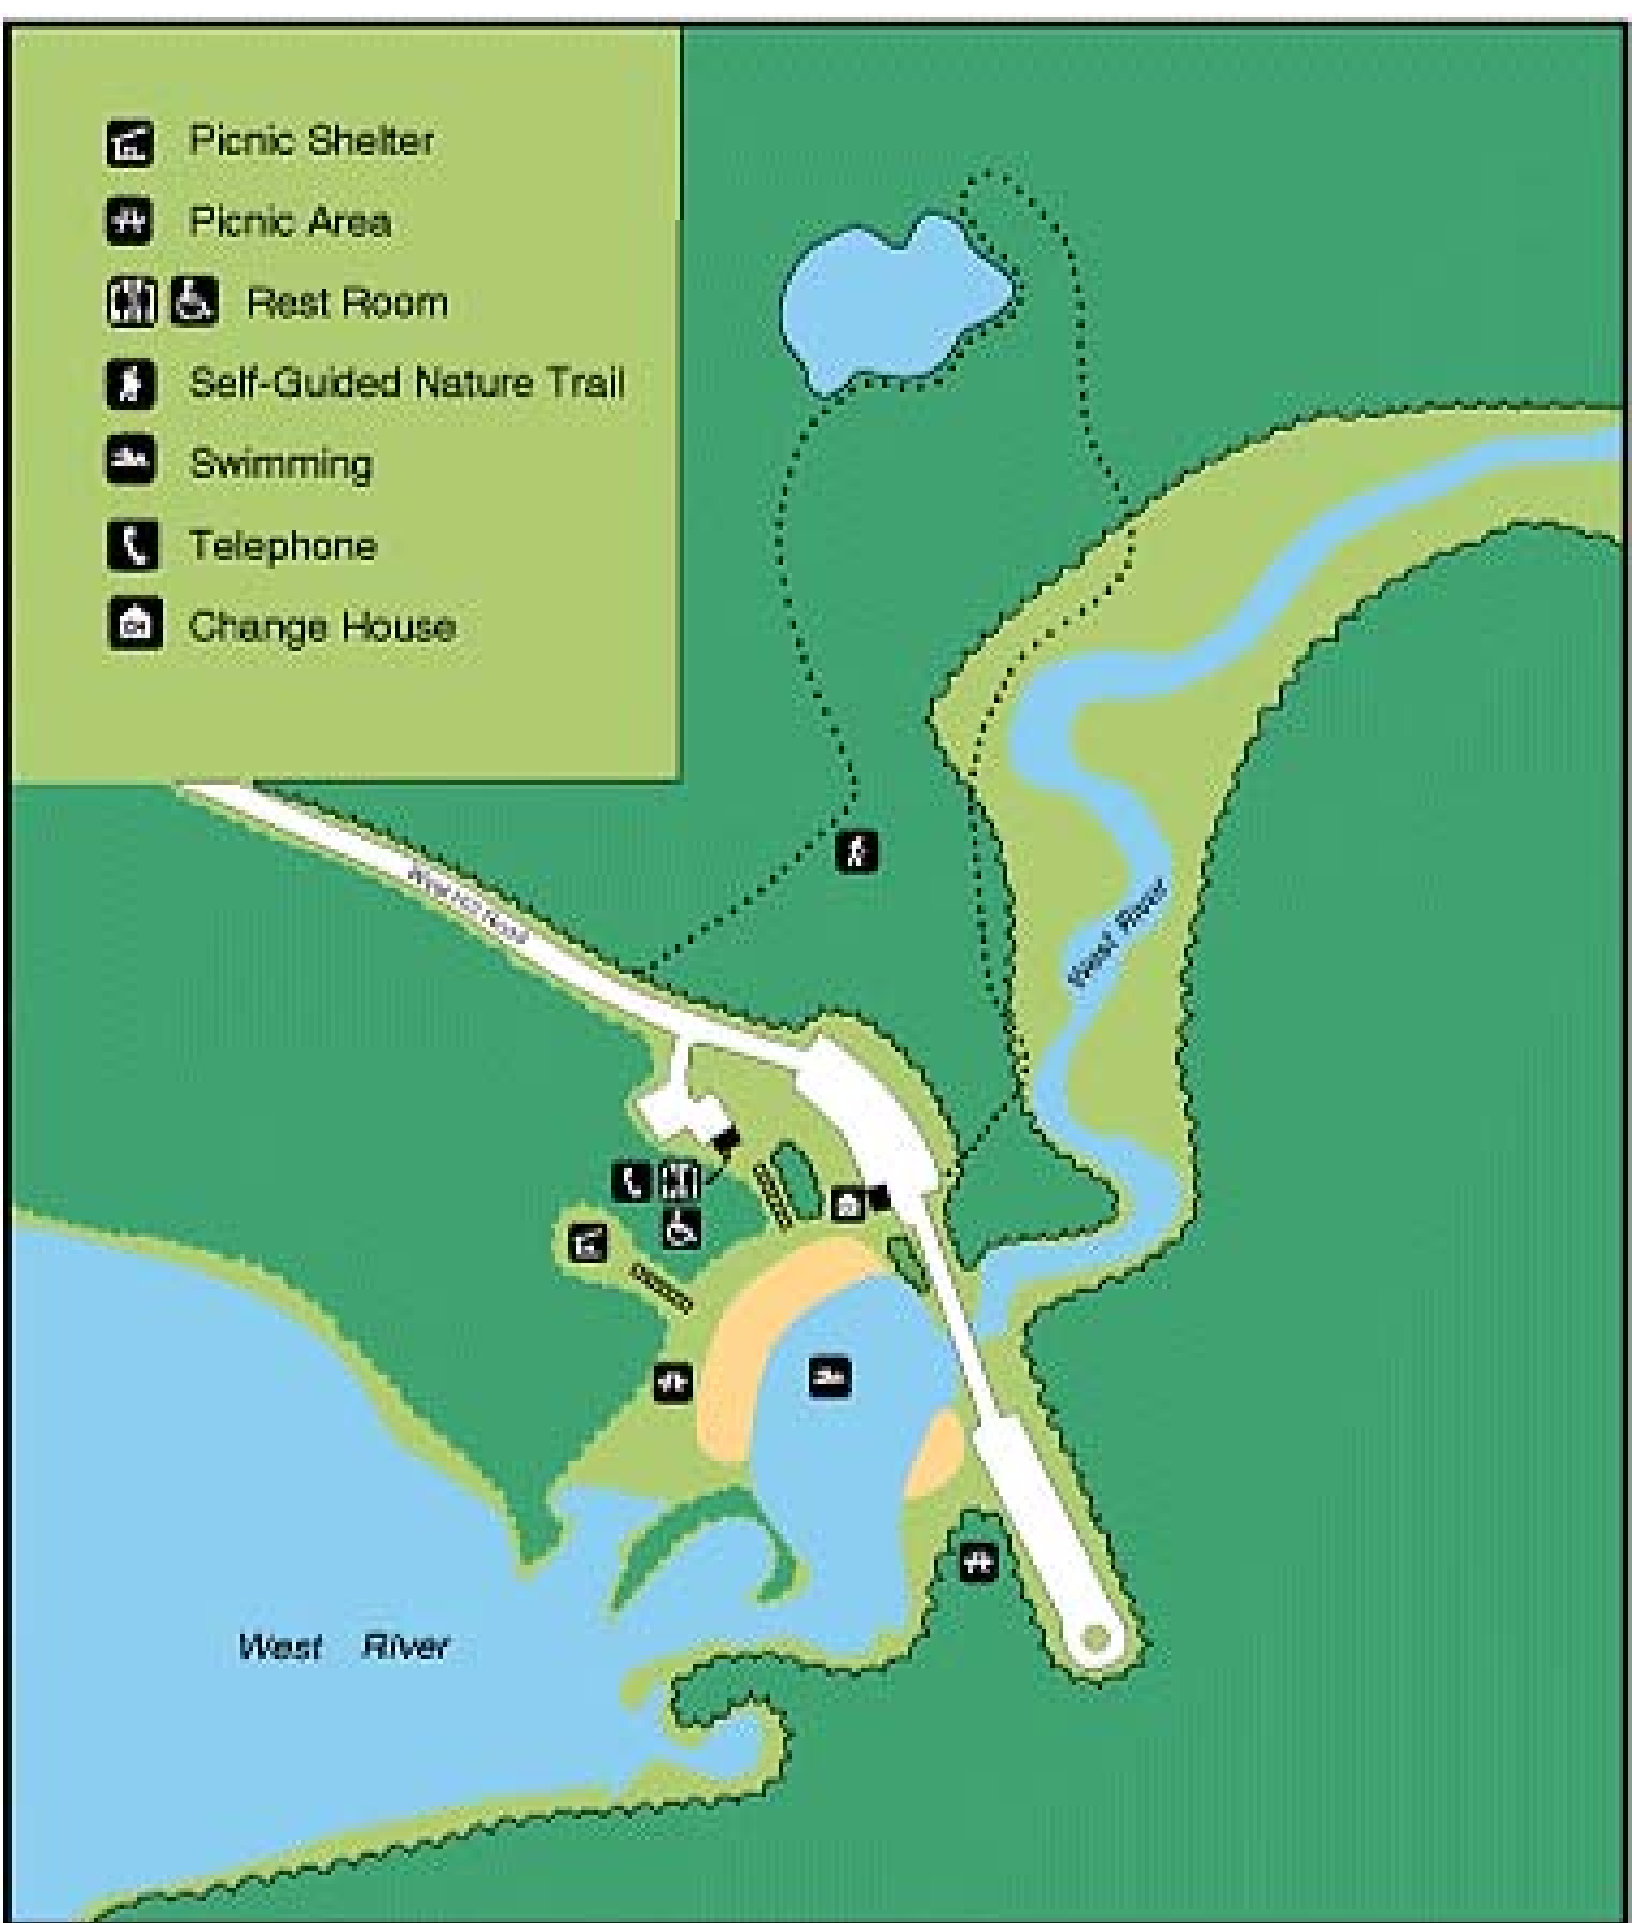 Picnic Shelter
Picnic Area
Rest Room
Self-Guided Nature Trail
Swimming
Telephone
Change House
West River
West River